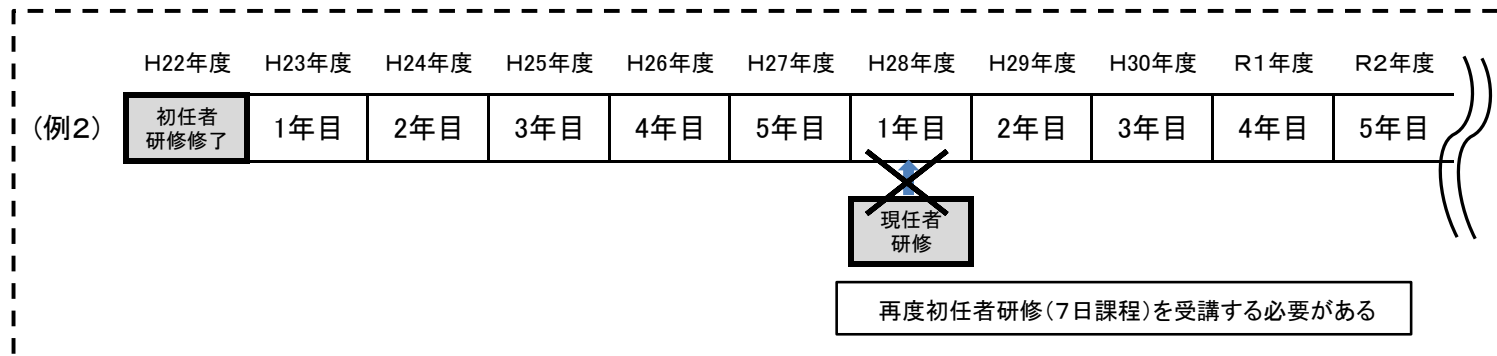 H22年度 H23年度 H24年度 H25年度 H26年度 H27年度 H28年度 H29年度 H30年度 R1年度 R2年度
(例2) 初任者 1年目 2年目 3年目 4年目 5年目 1年目 2年目 3年目 4年目 5年目
研修修了
現任者
研修
再度初任者研修(7日課程)を受講する必要がある